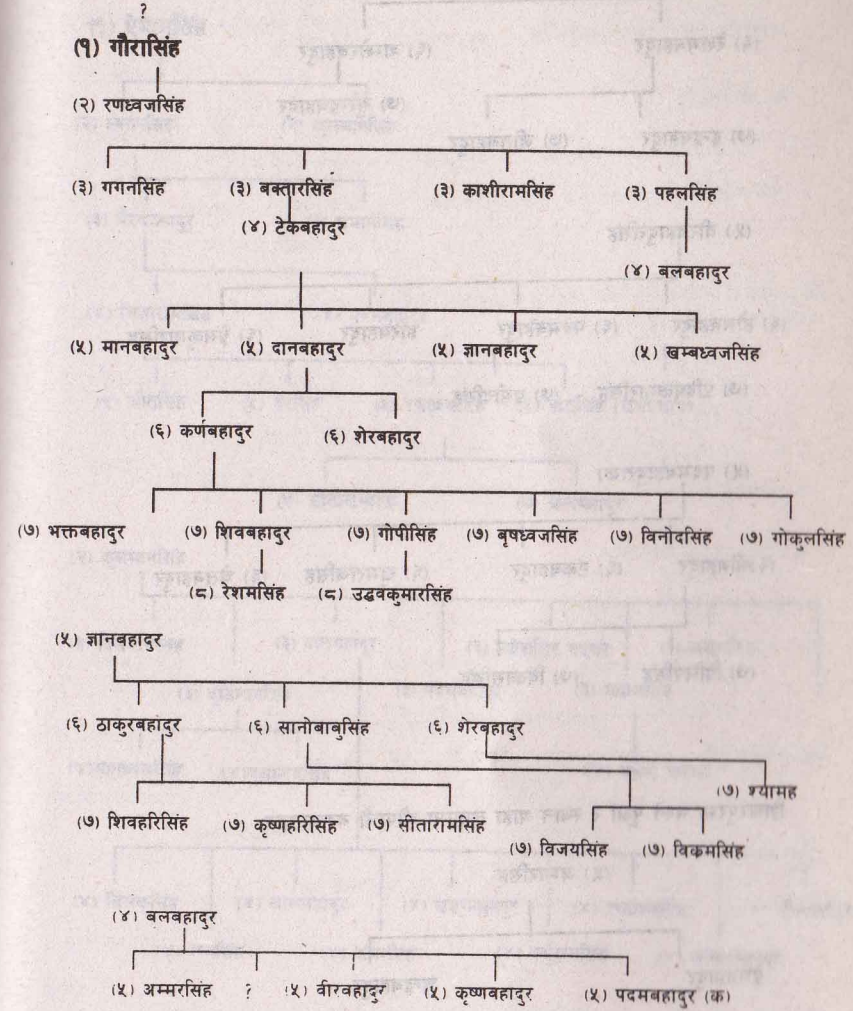 ?
(१) गौरासिंह
(२) रणध्वजसिंह
(३) गगनसिंह (३) बक्तारसिंह (३) काशीरामसिंह (३) पहलसिंह
(४) टेकबहादुर
(४) बलबहादुर
(५) मानबहादुर (५) दानबहादुर (५) ज्ञानबहादुर (५) खम्बध्वजसिंह
(६) कर्णबहादुर (६) शेरबहादुर
(७) भक्तबहादुर (७) शिवबहादुर (७) गोपीसिंह (७) बृषध्वजसिंह (७) विनोदसिंह (७) गोकुलसिंह
(८) रेशमसिंह (८) उद्धवकुमारसिंह
(५) ज्ञानबहादुर
(६) ठाकुरबहादुर (६) सानोबाबुसिंह (६) शेरबहादुर
(७) श्यामह
(७) शिवहरिसिंह (७) कृष्णहरिसिंह (७) सीतारामसिंह
(७) विजयसिंह (७) विकमसिंह
(४) बलबहादुर
(५) अम्मरसिंह ? (५) वीरवहादुर (५) कृष्णबहादुर (५) पदमबहादुर (क)